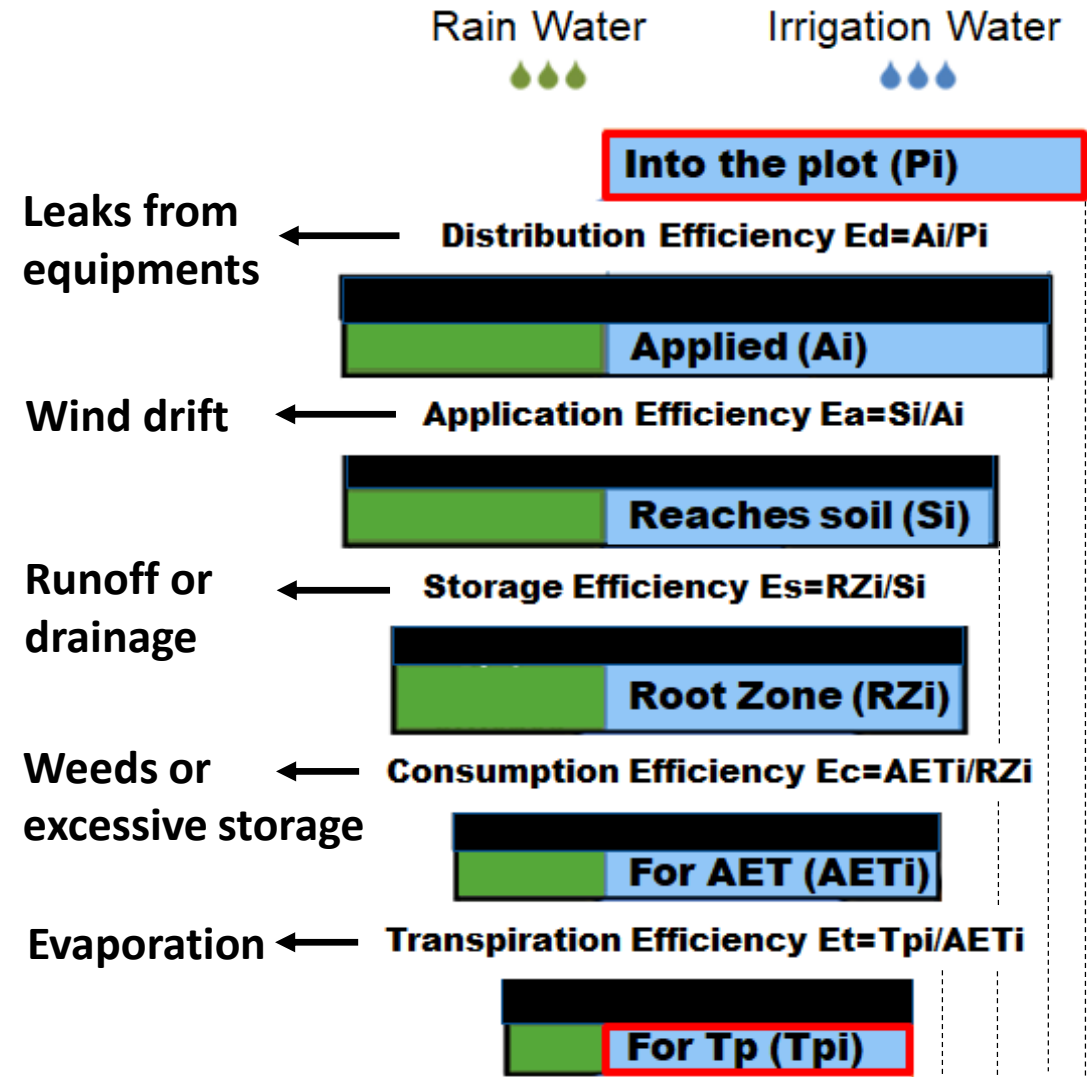 Rain Water
Irrigation Water
Into the plot (Pi)
Leaks from
equipments
Distribution Efficiency Ed=Ai/Pi
Applied (Ai)
Wind drift
Application Efficiency Ea=Si/Ai
Reaches soil (Si)
Runoff or
drainage
Storage Efficiency Es=RZi/Si
Root Zone (RZi)
Weeds or
excessive storage
Consumption Efficiency Ec=AETi/RZi
For AET (AETi)
Evaporation
Transpiration Efficiency Et=Tpi/AETi
For Tp (Tpi)